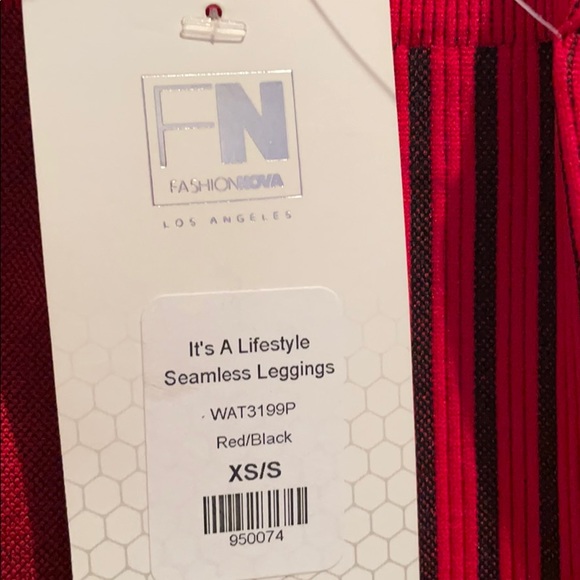 FN
FASHIONNOVA
LOS ANGELES
It's A Lifestyle
Seamless Leggings
WAT3199P
Red/Black
XS/S
950074